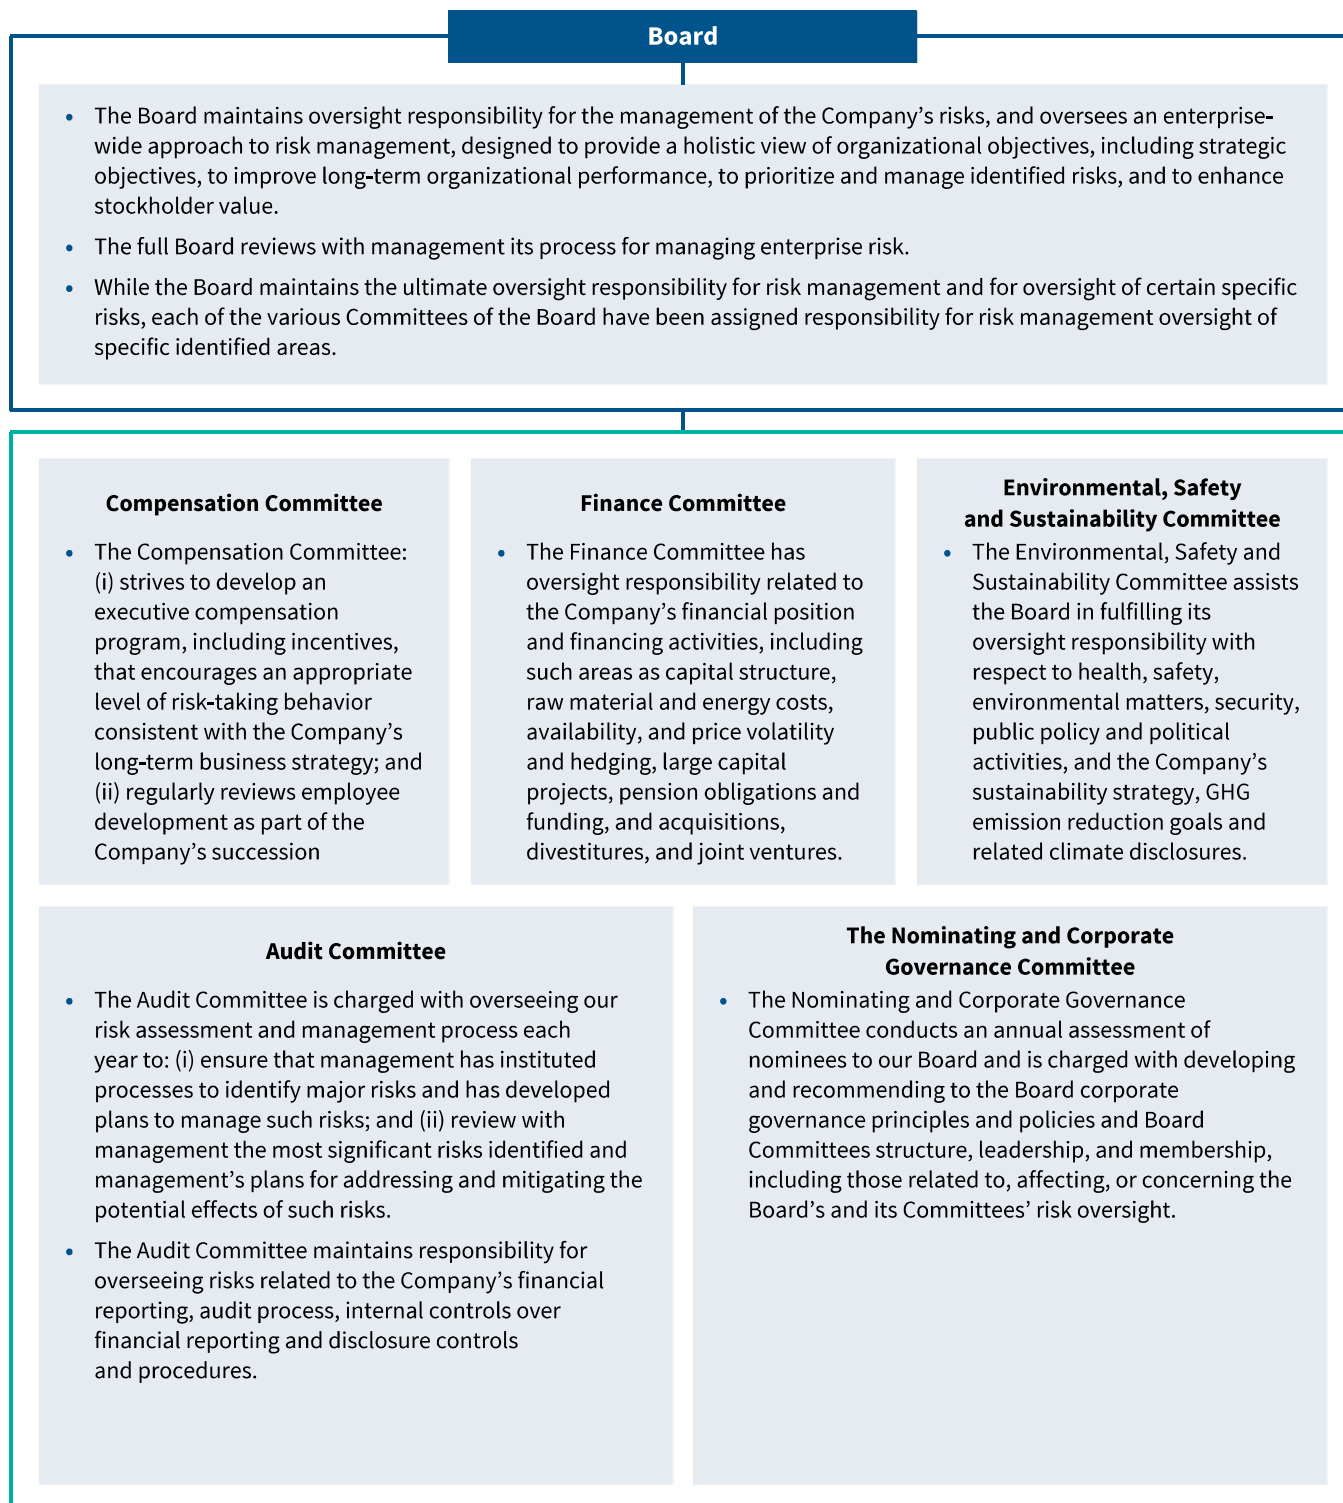 Board
• The Board maintains oversight responsibility for the management of the Company’s risks, and oversees an enterprise-
wide approach to risk management, designed to provide a holistic view of organizational objectives, including strategic
objectives, to improve long-term organizational performance, to prioritize and manage identified risks, and to enhance
stockholder value.
• The full Board reviews with management its process for managing enterprise risk.
• While the Board maintains the ultimate oversight responsibility for risk management and for oversight of certain specific
risks, each of the various Committees of the Board have been assigned responsibility for risk management oversight of
specific identified areas.
Compensation Committee
• The Compensation Committee:
(i) strives to develop an
executive compensation
program, including incentives,
that encourages an appropriate
level of risk-taking behavior
consistent with the Company’s
long-term business strategy; and
(ii) regularly reviews employee
development as part of the
Company’s succession
Finance Committee
• The Finance Committee has
oversight responsibility related to
the Company’s financial position
and financing activities, including
such areas as capital structure,
raw material and energy costs,
availability, and price volatility
and hedging, large capital
projects, pension obligations and
funding, and acquisitions,
divestitures, and joint ventures.
Environmental, Safety
and Sustainability Committee
• The Environmental, Safety and
Sustainability Committee assists
the Board in fulfilling its
oversight responsibility with
respect to health, safety,
environmental matters, security,
public policy and political
activities, and the Company’s
sustainability strategy, GHG
emission reduction goals and
related climate disclosures.
Audit Committee
• The Audit Committee is charged with overseeing our
risk assessment and management process each
year to: (i) ensure that management has instituted
processes to identify major risks and has developed
plans to manage such risks; and (ii) review with
management the most significant risks identified and
management’s plans for addressing and mitigating the
potential effects of such risks.
• The Audit Committee maintains responsibility for
overseeing risks related to the Company’s financial
reporting, audit process, internal controls over
financial reporting and disclosure controls
and procedures.
The Nominating and Corporate
Governance Committee
• The Nominating and Corporate Governance
Committee conducts an annual assessment of
nominees to our Board and is charged with developing
and recommending to the Board corporate
governance principles and policies and Board
Committees structure, leadership, and membership,
including those related to, affecting, or concerning the
Board’s and its Committees’ risk oversight.